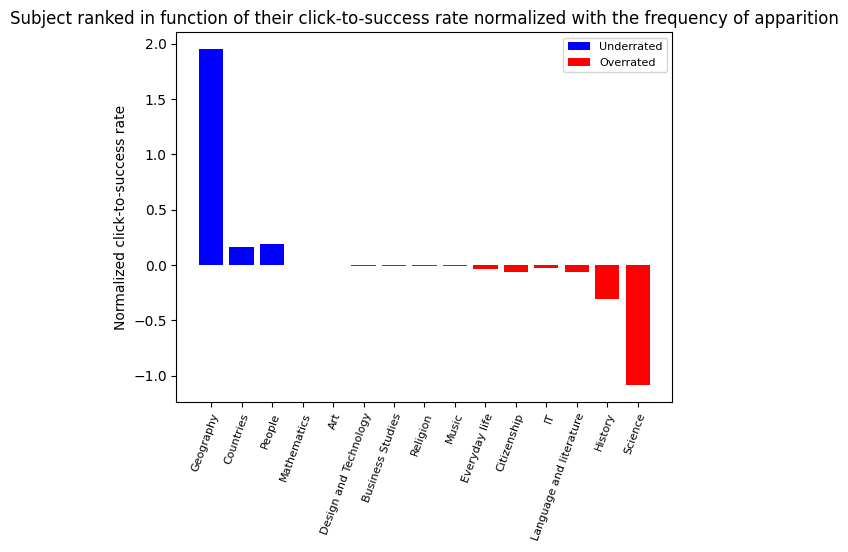 Subject ranked in function of their click-to-success rate normalized with the frequency of apparition
Underrated
Overrated
Normalized click-to-success rate
2.0
1.5
1.0
0.5
0.0
−0.5
−1.0
Geography
Countries
People
Mathematics
Art
Design and Technology
Business Studies
Religion
Music
Everyday life
Citizenship
IT
Language and literature
History
Science